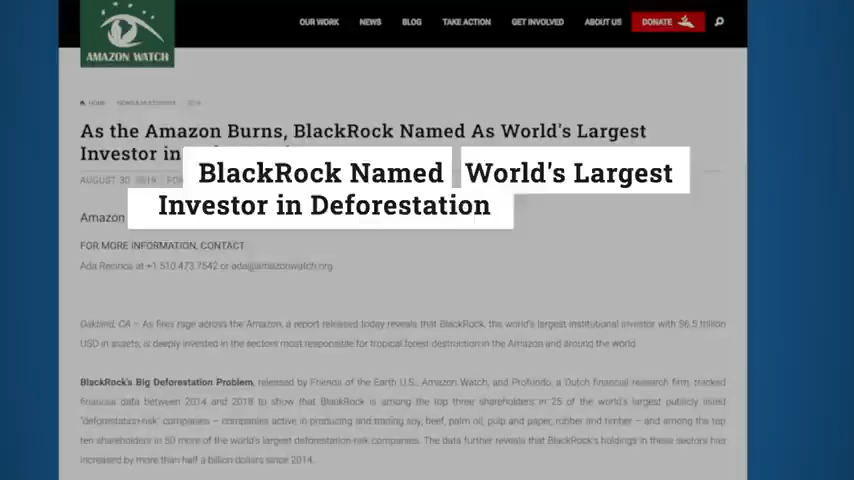 OUR WORK NEWS BLOG TAKE ACTION GET INVOLVED ABOUT US DONATE
AMAZON WATCH
HOME 2019
As the Amazon Burns, BlackRock Named As World's Largest
Investor in
BlackRock Named World's Largest
Investor in Deforestation
AUGUST 30, 2019 FOR
Amazon
FOR MORE INFORMATION, CONTACT
Ada Recinos at +1 510.473.7542 or ada@amazonwatch.org
Oakland, CA – As fires rage across the Amazon, a report released today reveals that BlackRock, the world's largest institutional investor with $6.5 trillion
USD in assets, is deeply invested in the sectors most responsible for tropical forest destruction in the Amazon and around the world.
BlackRock's Big Deforestation Problem, released by Friends of the Earth U.S., Amazon Watch, and Profundo, a Dutch financial research firm, tracked
financial data between 2014 and 2018 to show that BlackRock is among the top three shareholders in 25 of the world's largest publicly listed
"deforestation-risk" companies – companies active in producing and trading soy, beef, palm oil, pulp and paper, rubber and timber – and among the top
ten shareholders in 50 more of the world's largest deforestation-risk companies. The data further reveals that BlackRock's holdings in these sectors has
increased by more than half a billion dollars since 2014.